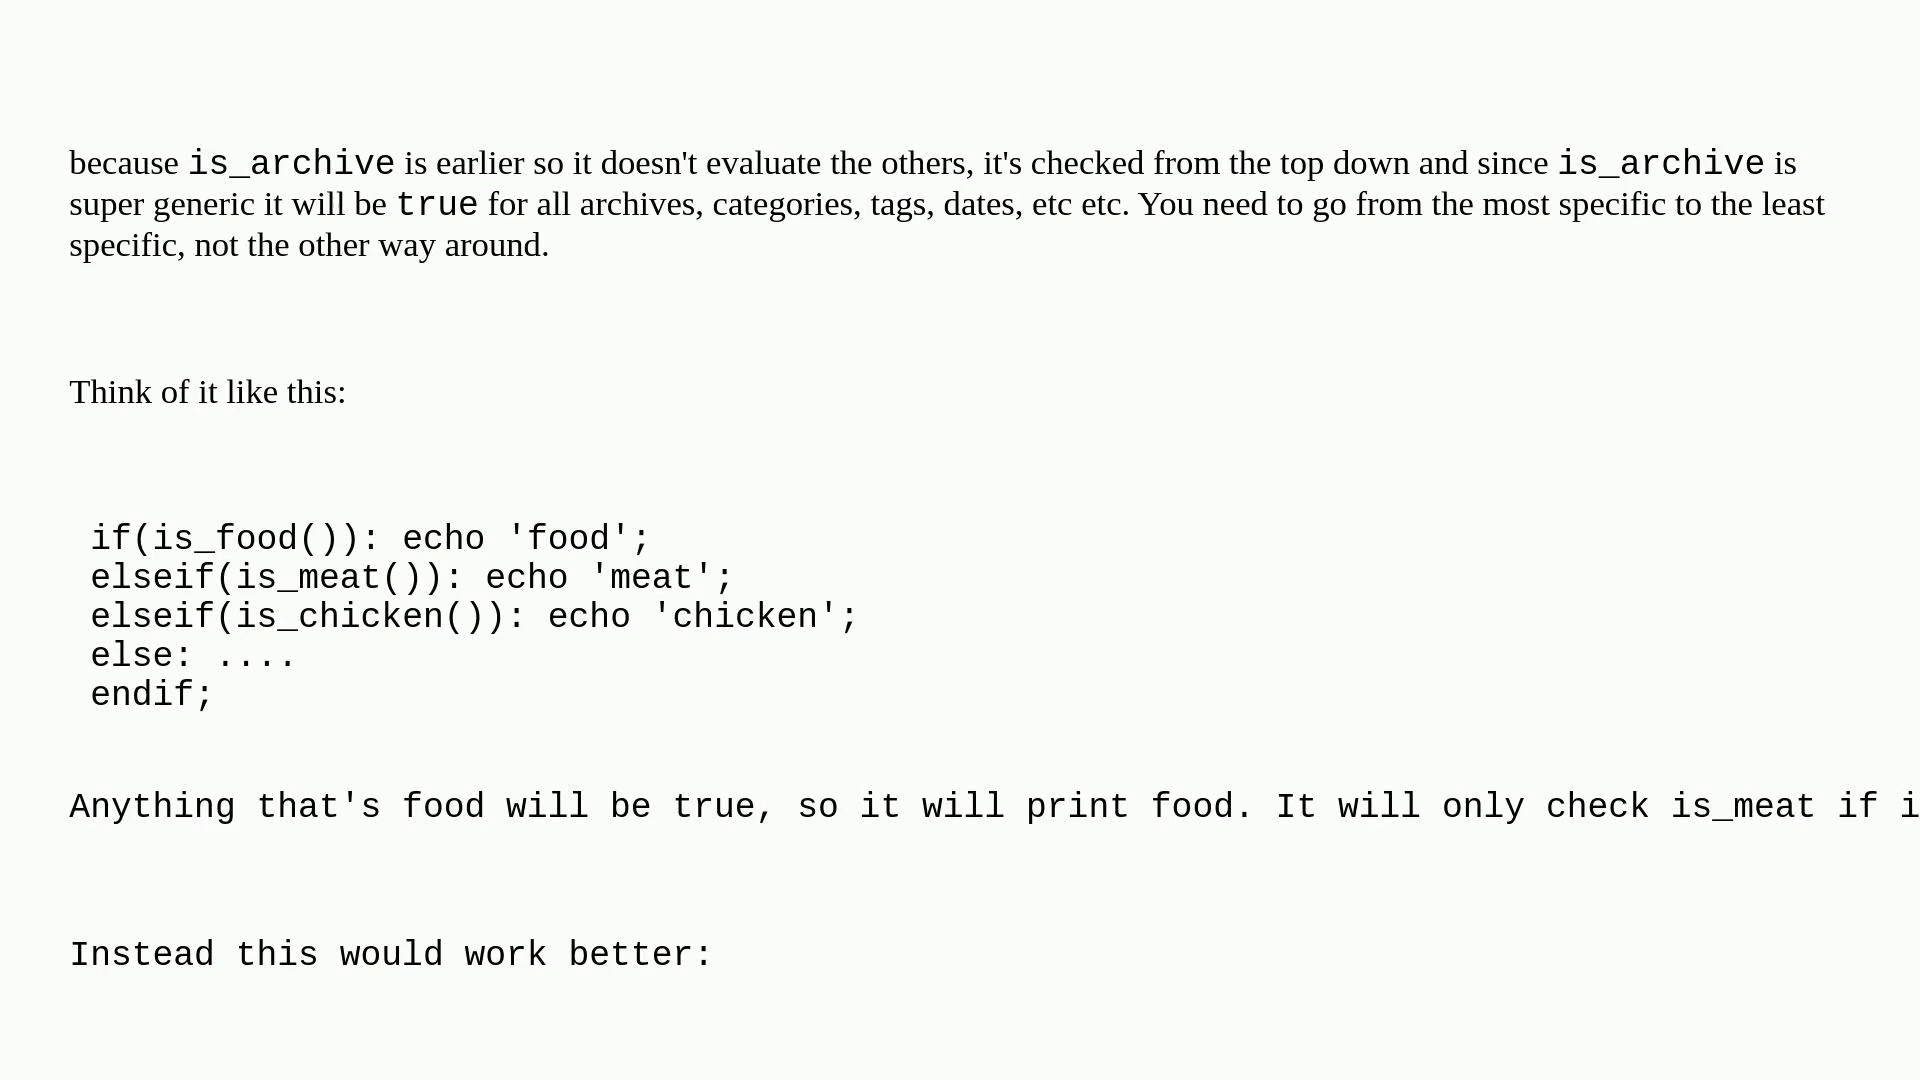 because is_archive is earlier so it doesn't evaluate the others, it's checked from the top down and since is_archive is
super generic it will be true for all archives, categories, tags, dates, etc etc. You need to go from the most specific to the least
specific, not the other way around.
Think of it like this:
if(is_food()): echo 'food';
elseif(is_meat()): echo 'meat';
elseif(is_chicken()): echo 'chicken';
else: ....
endif;
Anything that's food will be true, so it will print food. It will only check is_meat if
Instead this would work better: